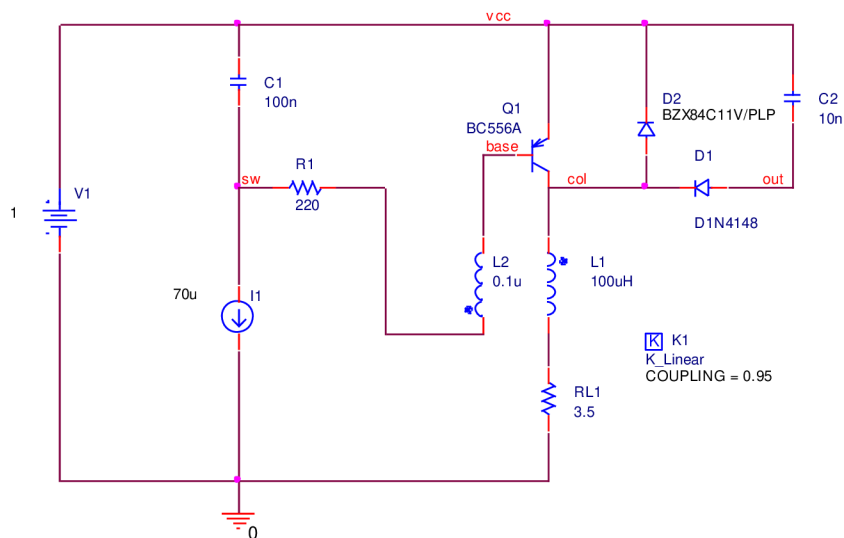 vcc
C1
100n
Q1
BC556A
base
D2
BZX84C11V/PLP
C2
10n
V1
1
sw
R1
220
col
D1
out
D1N4148
L2
0.1u
L1
100uH
70u
I1
K
K1
K_Linear
COUPLING = 0.95
RL1
3.5
0